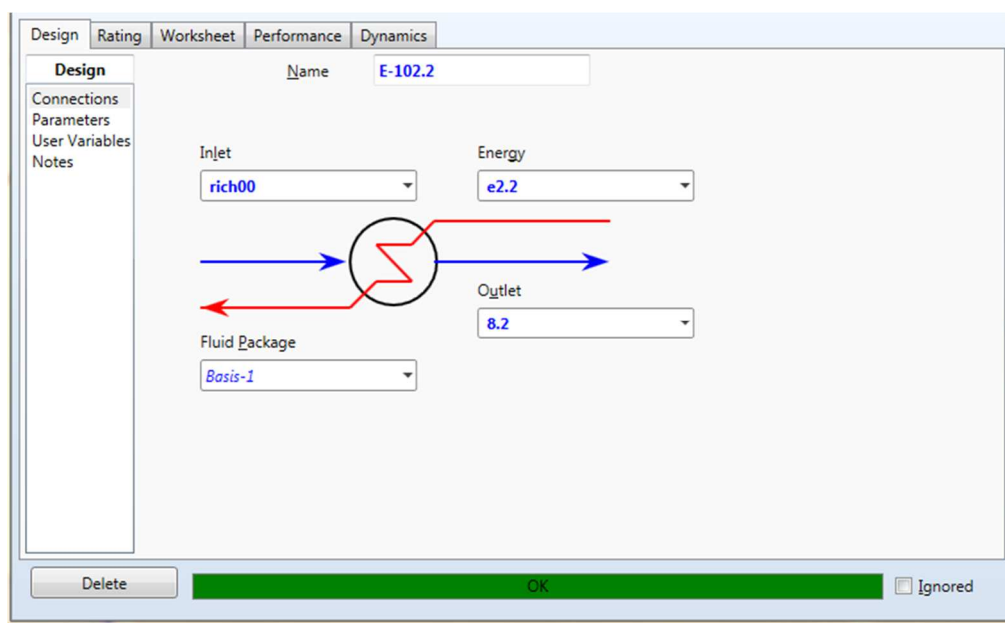 Design Rating Worksheet Performance Dynamics
Design
Connections
Parameters
User Variables
Notes
Name E-102.2
Inlet
rich00
Energy
e2.2
Outlet
8.2
Fluid Package
Basis-1
Delete
OK
Ignored